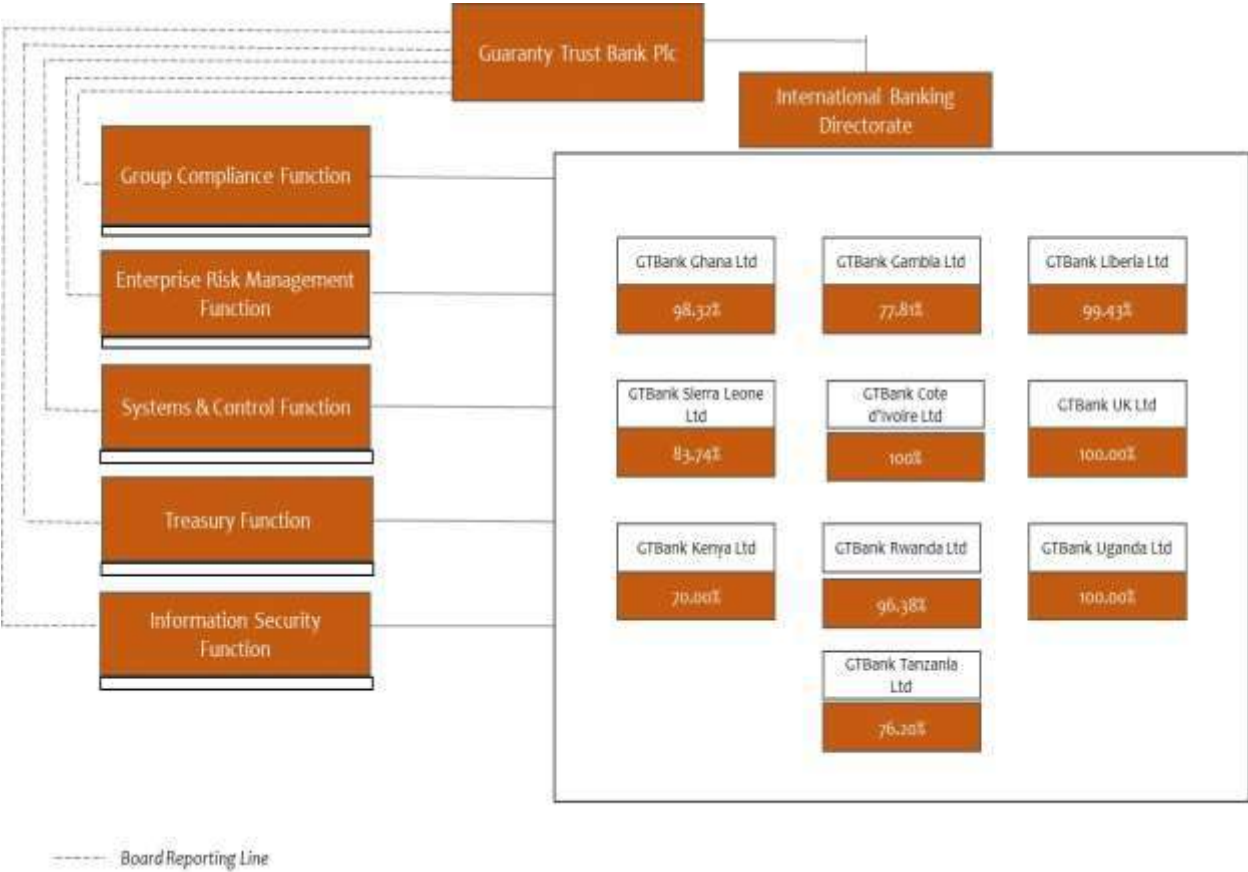 Guaranty Trust Bank Plc
International Banking
Directorate
Group Compliance Function
Enterprise Risk Management
Function
Systems & Control Function
Treasury Function
Information Security
Function
GTBank Ghana Ltd
98.32%
GTBank Gambia Ltd
77.81%
GTBank Liberia Ltd
99.43%
GTBank Sierra Leone
Ltd
83.74%
GTBank Cote
d'Ivoire Ltd
100%
GTBank UK Ltd
100.00%
GTBank Kenya Ltd
70.00%
GTBank Rwanda Ltd
96.38%
GTBank Uganda Ltd
100.00%
GTBank Tanzania
Ltd
76.20%
Board Reporting Line